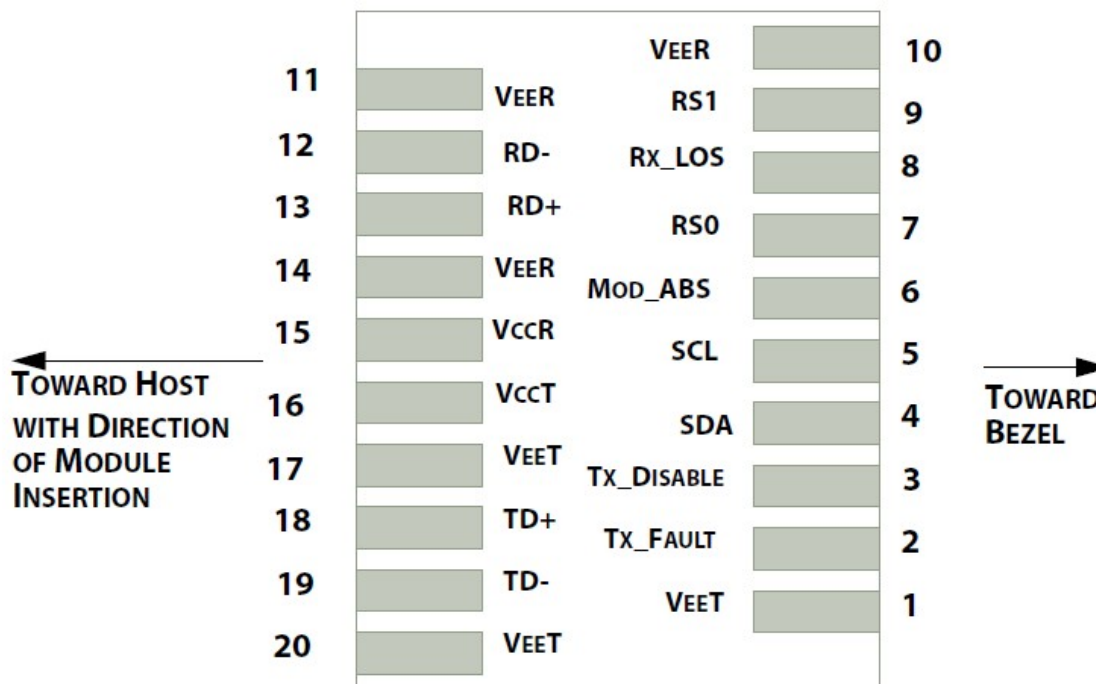 VEER 10
11 VEER
RS1 9
12 RD-
RX_LOS 8
13 RD+
RS0 7
14 VEER
MOD_ABS 6
15 VCCR
SCL 5
TOWARD HOST
WITH DIRECTION
OF MODULE
INSERTION
TOWARD
BEZEL
16 VCCT
SDA 4
17 VEET
TX_DISABLE 3
18 TD+
TX_FAULT 2
19 TD-
VEET 1
20 VEET